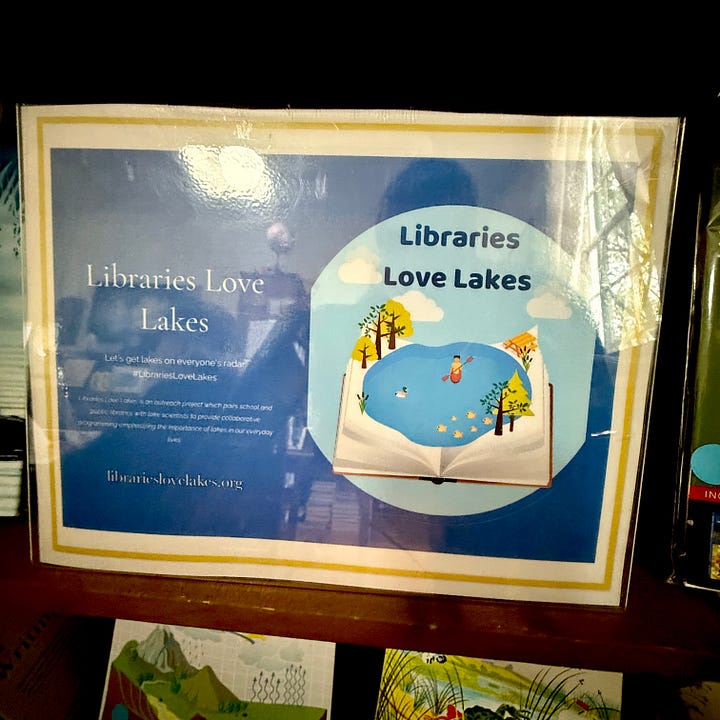 Libraries Love
Lakes
Let's get lakes on everyone's radar!
#LibrariesLoveLakes
Libraries Love Lakes is an outreach project which pairs school and
public libraries with lake scientists to provide collaborative
programming emphasizing the importance of lakes in our everyday
lives.
librarieslovelakes.org
Libraries
Love Lakes